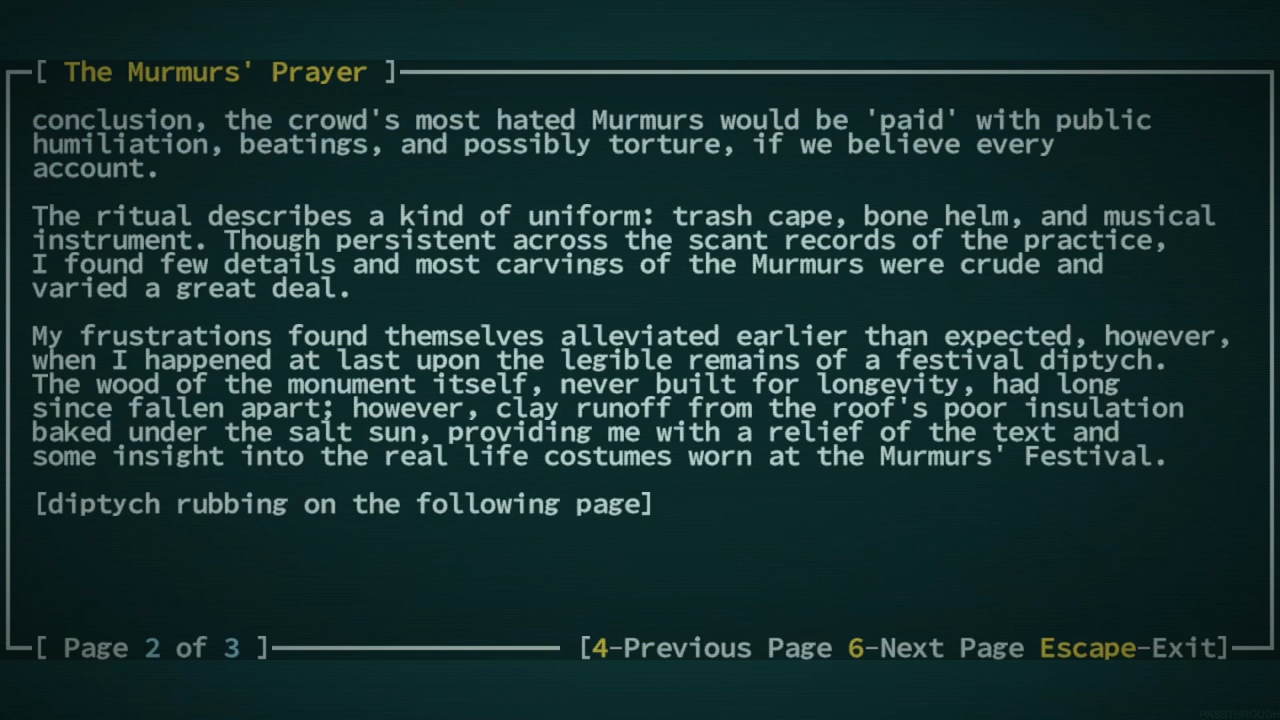 [ The Murmurs' Prayer ]
conclusion, the crowd's most hated Murmurs would be 'paid' with public
humiliation, beatings, and possibly torture, if we believe every
account.
The ritual describes a kind of uniform: trash cape, bone helm, and musical
instrument. Though persistent across the scant records of the practice,
I found few details and most carvings of the Murmurs were crude and
varied a great deal.
My frustrations found themselves alleviated earlier than expected, however,
when I happened at last upon the legible remains of a festival diptych.
The wood of the monument itself, never built for longevity, had long
since fallen apart; however, clay runoff from the roof's poor insulation
baked under the salt sun, providing me with a relief of the text and
some insight into the real life costumes worn at the Murmurs' Festival.
[diptych rubbing on the following page]
[ Page 2 of 3 ] [4-Previous Page 6-Next Page Escape-Exit]